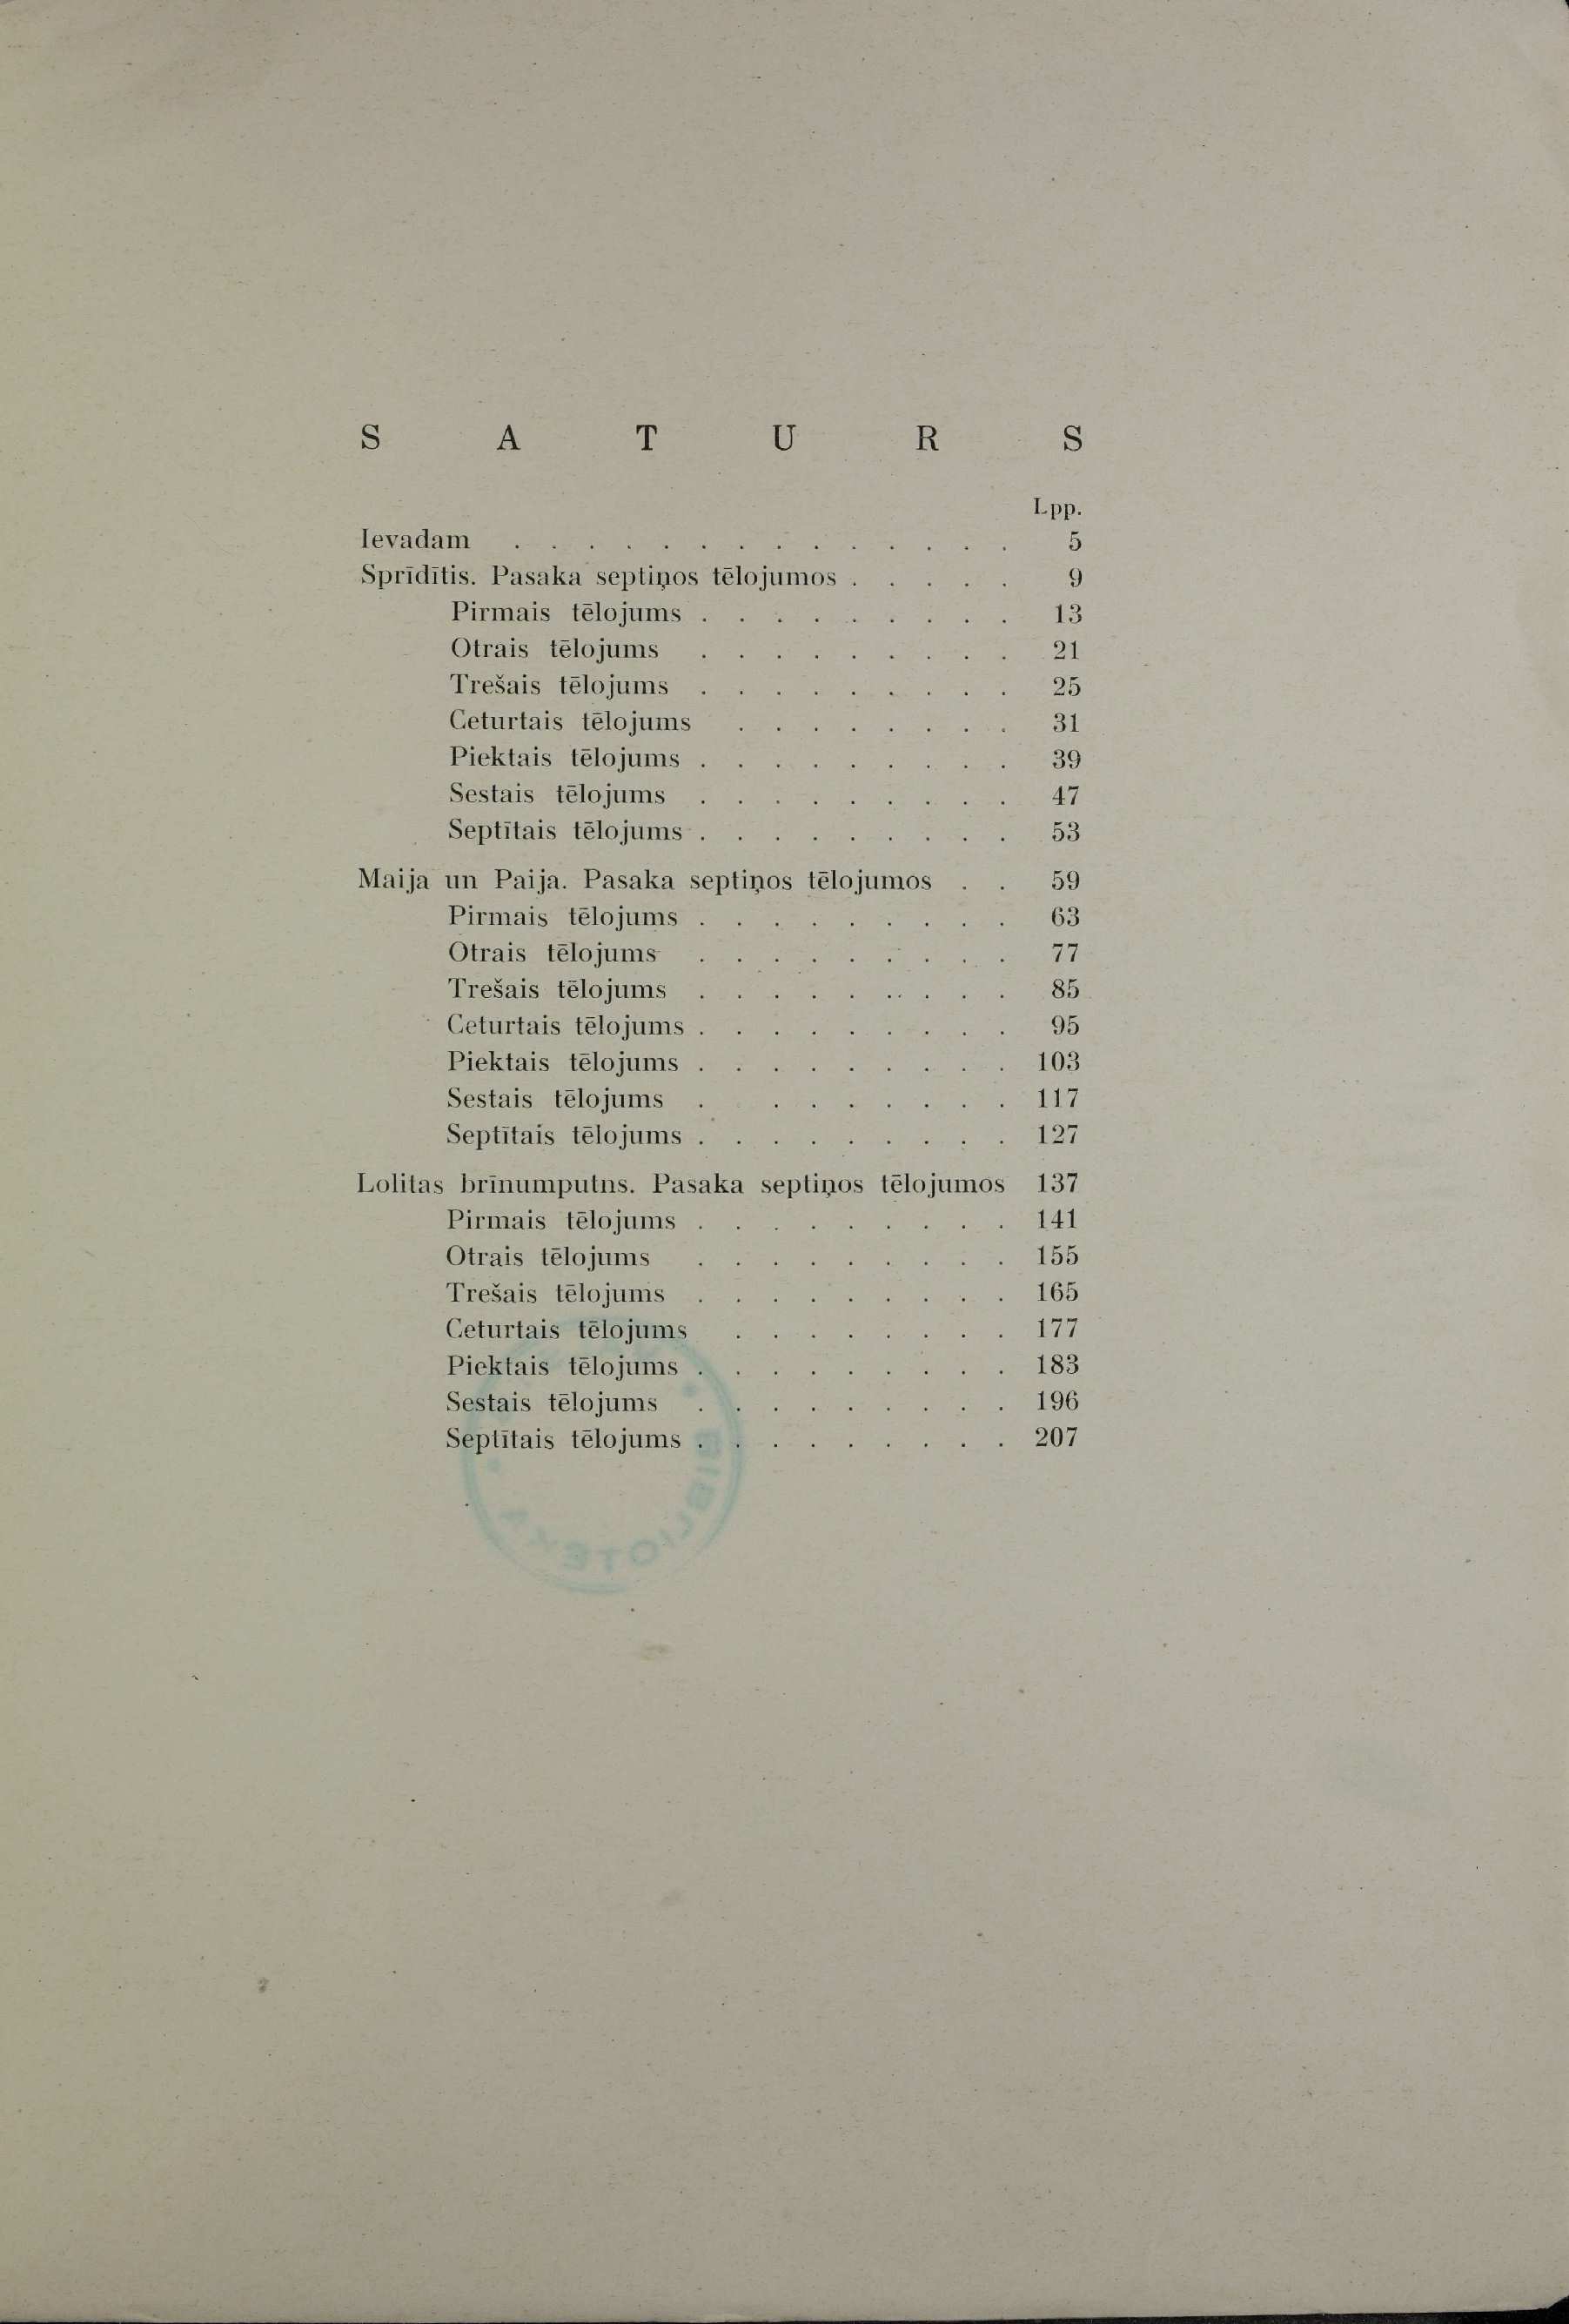 S A T U R S
Lpp.
Ievadam . . . . . . . . . . . . . . 5
Sprīdītis. Pasaka septiņos tēlojumos . . . . . 9
Pirmais tēlojums . . . . . . . . . 13
Otrais tēlojums . . . . . . . . . 21
Trešais tēlojums . . . . . . . . . 25
Ceturtais tēlojums . . . . . . . . 31
Piektais tēlojums . . . . . . . . . 39
Sestais tēlojums . . . . . . . . . 47
Septītais tēlojums . . . . . . . . . 53
Maija un Paija. Pasaka septiņos tēlojumos . . 59
Pirmais tēlojums . . . . . . . . . 63
Otrais tēlojums . . . . . . . . . 77
Trešais tēlojums . . . . . . . . . 85
Ceturtais tēlojums . . . . . . . . . 95
Piektais tēlojums . . . . . . . . . 103
Sestais tēlojums . . . . . . . . 117
Septītais tēlojums . . . . . . . . . 127
Lolitas brīnumputns. Pasaka septiņos tēlojumos 137
Pirmais tēlojums . . . . . . . . . 141
Otrais tēlojums . . . . . . . . . 155
Trešais tēlojums . . . . . . . . . 165
Ceturtais tēlojums . . . . . . . . 177
Piektais tēlojums . . . . . . . . . 183
Sestais tēlojums . . . . . . . . . 196
Septītais tēlojums . . . . . . . . . 207